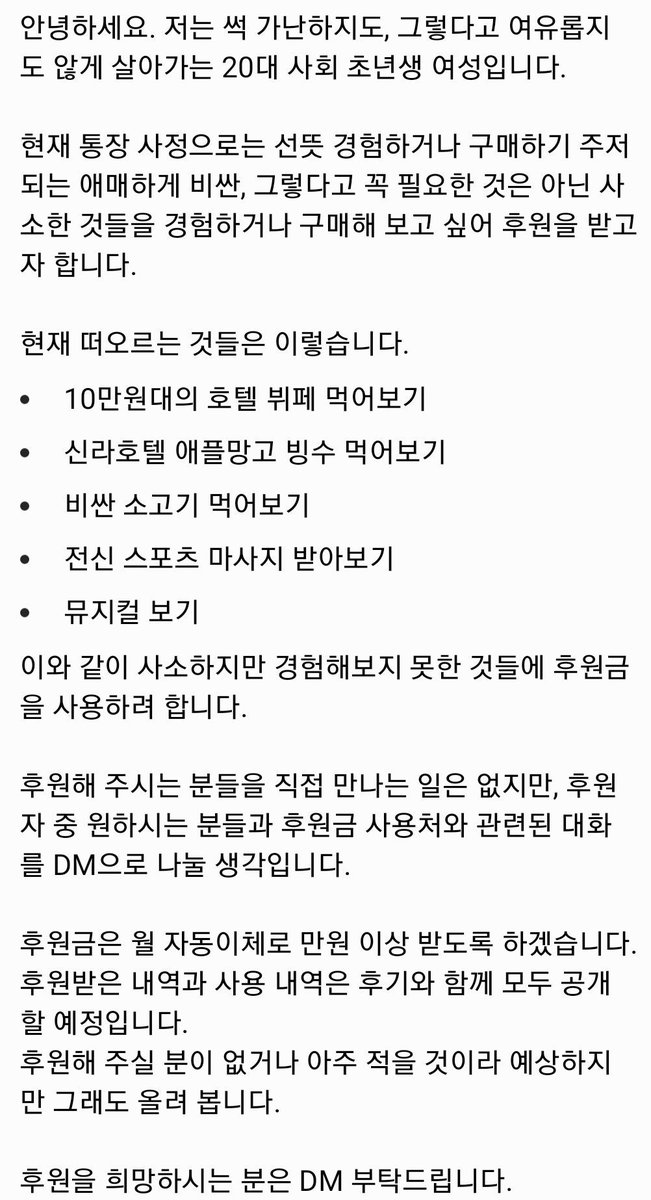 안녕하세요. 저는 썩 가난하지도, 그렇다고 여유롭지
도 않게 살아가는 20대 사회 초년생 여성입니다.
현재 통장 사정으로는 선뜻 경험하거나 구매하기 주저
되는 애매하게 비싼, 그렇다고 꼭 필요한 것은 아닌 사
소한 것들을 경험하거나 구매해 보고 싶어 후원을 받고
자 합니다.
현재 떠오르는 것들은 이렇습니다.
• 10만원대의 호텔 뷔페 먹어보기
• 신라호텔 애플망고 빙수 먹어보기
• 비싼 소고기 먹어보기
• 전신 스포츠 마사지 받아보기
• 뮤지컬 보기
이와 같이 사소하지만 경험해보지 못한 것들에 후원금
을 사용하려 합니다.
후원해 주시는 분들을 직접 만나는 일은 없지만, 후원
자 중 원하시는 분들과 후원금 사용처와 관련된 대화
를 DM으로 나눌 생각입니다.
후원금은 월 자동이체로 만원 이상 받도록 하겠습니다.
후원받은 내역과 사용 내역은 후기와 함께 모두 공개
할 예정입니다.
후원해 주실 분이 없거나 아주 적을 것이라 예상하지
만 그래도 올려 봅니다.
후원을 희망하시는 분은 DM 부탁드립니다.